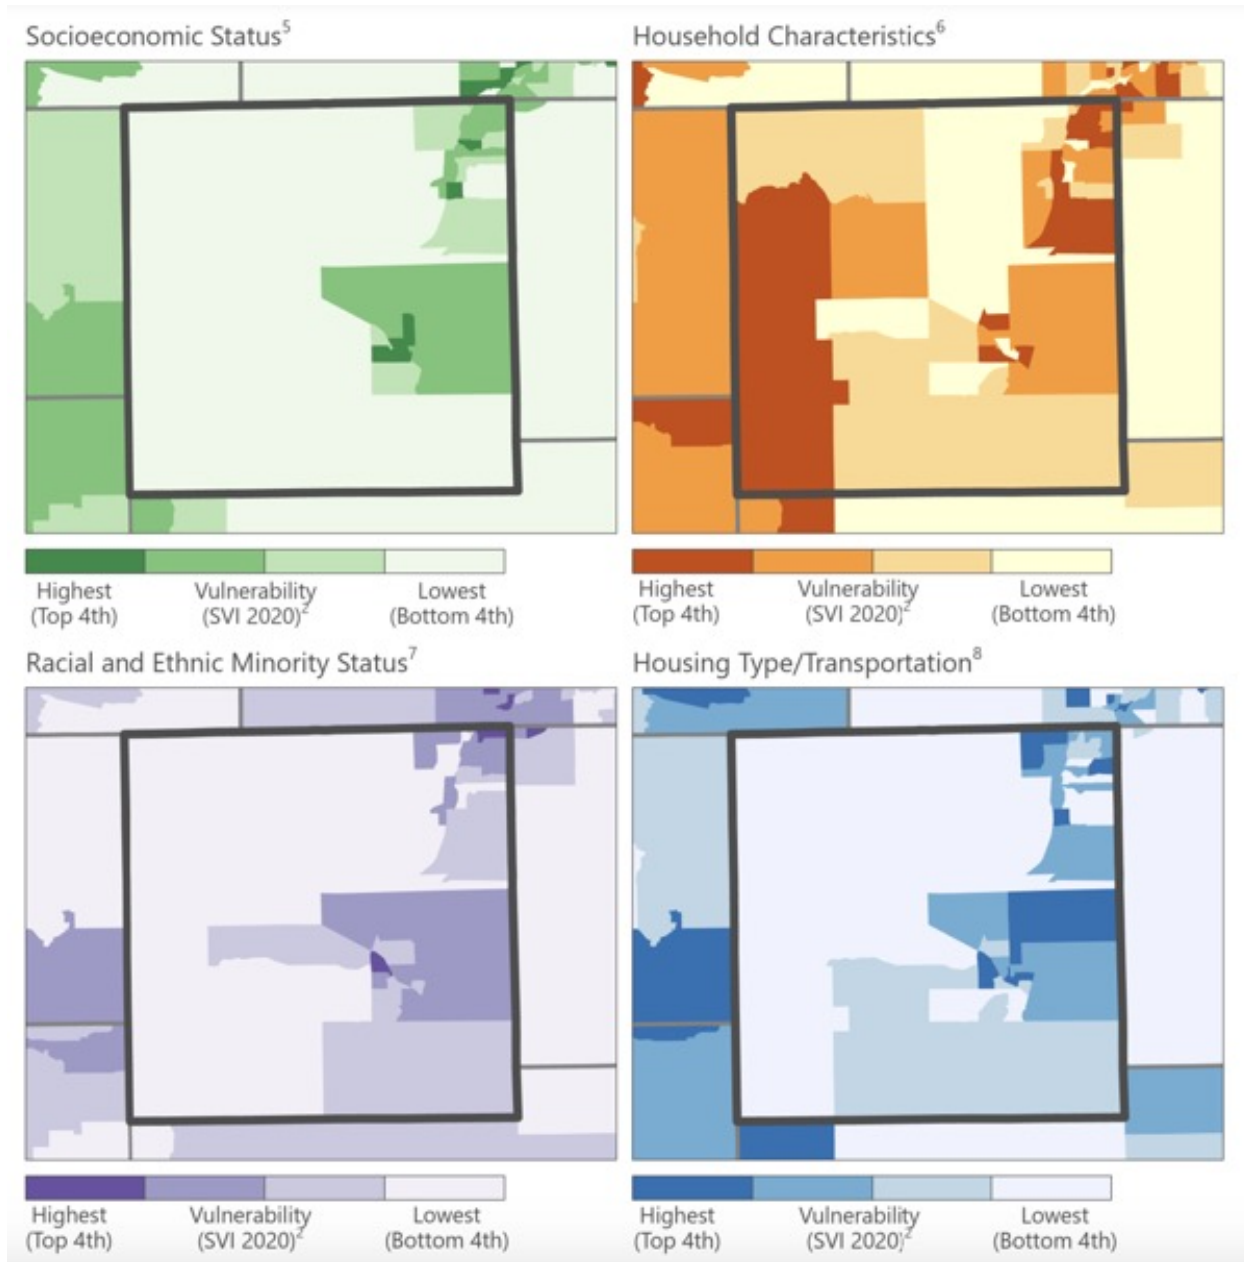 Socioeconomic Status5
Household Characteristics6
Highest
(Top 4th)
Vulnerability
(SVI 2020)2
Lowest
(Bottom 4th)
Highest
(Top 4th)
Vulnerability
(SVI 2020)2
Lowest
(Bottom 4th)
Racial and Ethnic Minority Status7
Housing Type/Transportation8
Highest
(Top 4th)
Vulnerability
(SVI 2020)2
Lowest
(Bottom 4th)
Highest
(Top 4th)
Vulnerability
(SVI 2020)2
Lowest
(Bottom 4th)